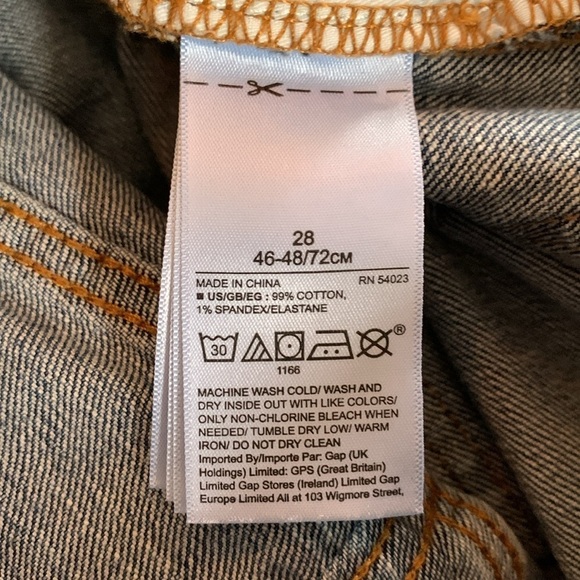 28
46-48/72CM
MADE IN CHINA RN 54023
■ US/GB/EG : 99% COTTON,
1% SPANDEX/ELASTANE
30 ®
1166
MACHINE WASH COLD/ WASH AND
DRY INSIDE OUT WITH LIKE COLORS/
ONLY NON-CHLORINE BLEACH WHEN
NEEDED/ TUMBLE DRY LOW/ WARM
IRON/ DO NOT DRY CLEAN
Imported By/Importe Par: Gap (UK
Holdings) Limited: GPS (Great Britain)
Limited Gap Stores (Ireland) Limited Gap
Europe Limited All at 103 Wigmore Street,